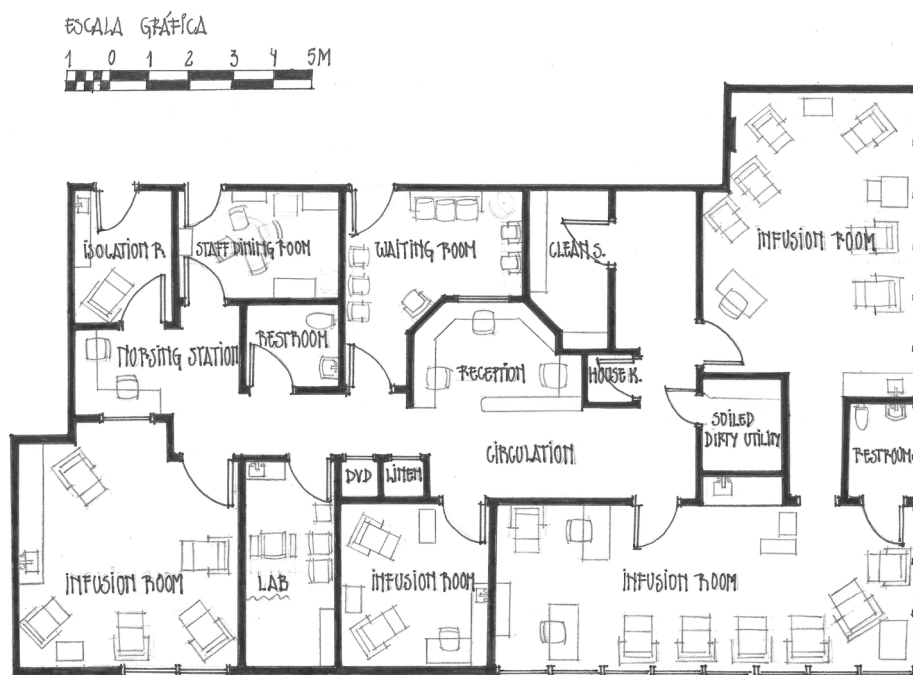 ESCALA GRÁFICA
1 0 1 2 3 4 5M
ISOLATION R.
STAFF DINING ROOM
WAITING ROOM
CLEAN S.
INFUSION ROOM
NURSING STATION
RESTROOM
RECEPTION
HOUSE K.
SOILED
DIRTY UTILITY
RESTROOM
CIRCULATION
DVD
LINEN
INFUSION ROOM
LAB
INFUSION ROOM
INFUSION ROOM